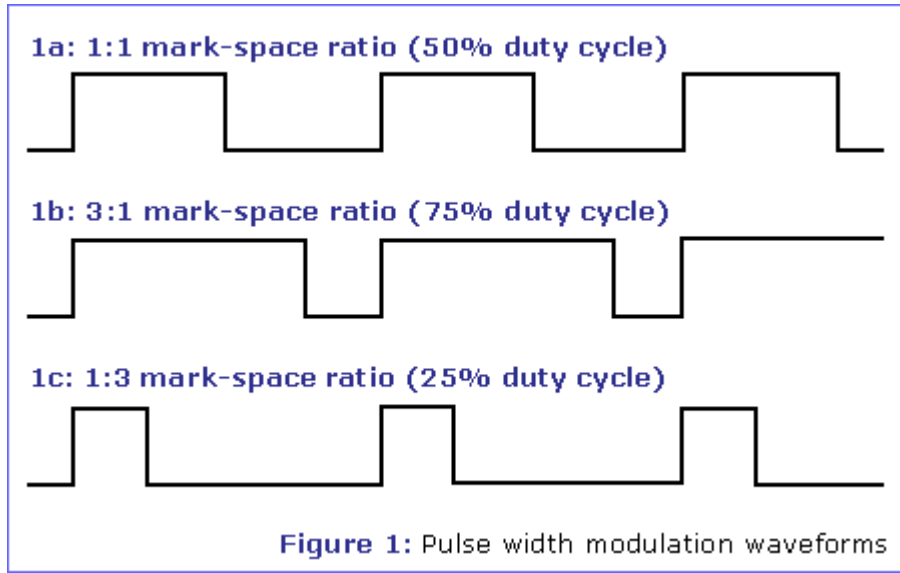 1a: 1:1 mark-space ratio (50% duty cycle)
1b: 3:1 mark-space ratio (75% duty cycle)
1c: 1:3 mark-space ratio (25% duty cycle)
Figure 1: Pulse width modulation waveforms